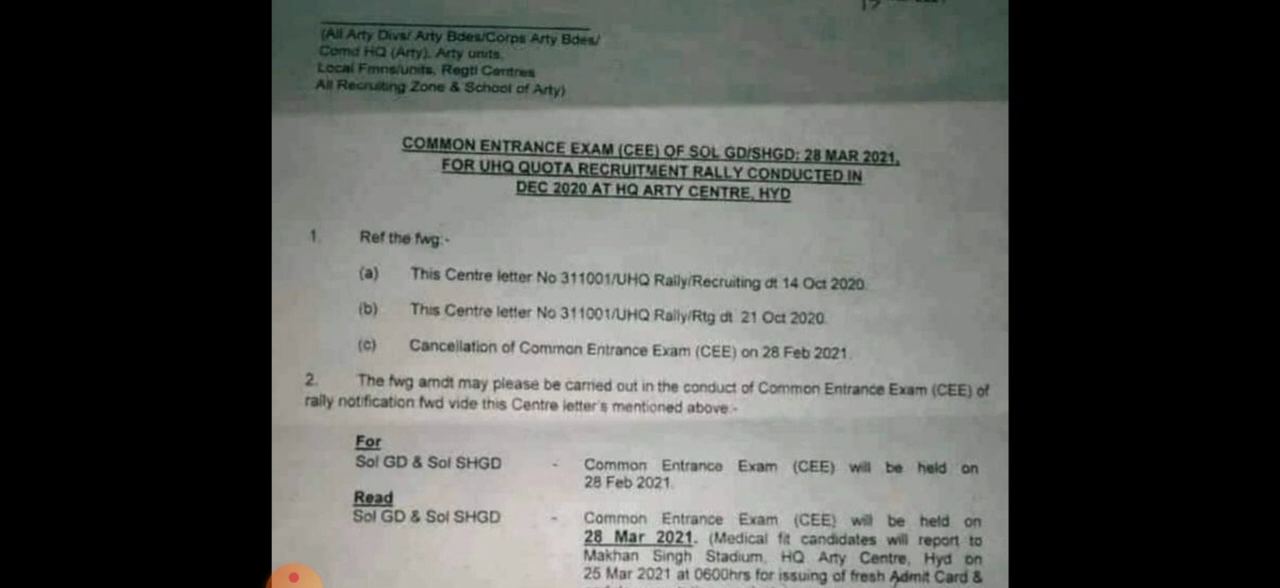 (All Arty Divs/ Arty Bdes/Corps Arty Bdes/
Comd HQ (Arty), Arty units,
Local Fmns/units, Regtl Centres
All Recruiting Zone & School of Arty)
COMMON ENTRANCE EXAM (CEE) OF SOL GD/SHGD: 28 MAR 2021,
FOR UHQ QUOTA RECRUITMENT RALLY CONDUCTED IN
DEC 2020 AT HQ ARTY CENTRE, HYD
1. Ref the fwg:-
(a) This Centre letter No 311001/UHQ Rally/Recruiting dt 14 Oct 2020.
(b) This Centre letter No 311001/UHQ Rally/Rtg dt 21 Oct 2020.
(c) Cancellation of Common Entrance Exam (CEE) on 28 Feb 2021.
2. The fwg amdt may please be carried out in the conduct of Common Entrance Exam (CEE) of
rally notification fwd vide this Centre letter's mentioned above:-
For
Sol GD & Sol SHGD - Common Entrance Exam (CEE) will be held on
28 Feb 2021.
Read
Sol GD & Sol SHGD - Common Entrance Exam (CEE) will be held on
28 Mar 2021. (Medical fit candidates will report to
Makhan Singh Stadium, HQ Arty Centre, Hyd on
25 Mar 2021 at 0600hrs for issuing of fresh Admit Card &